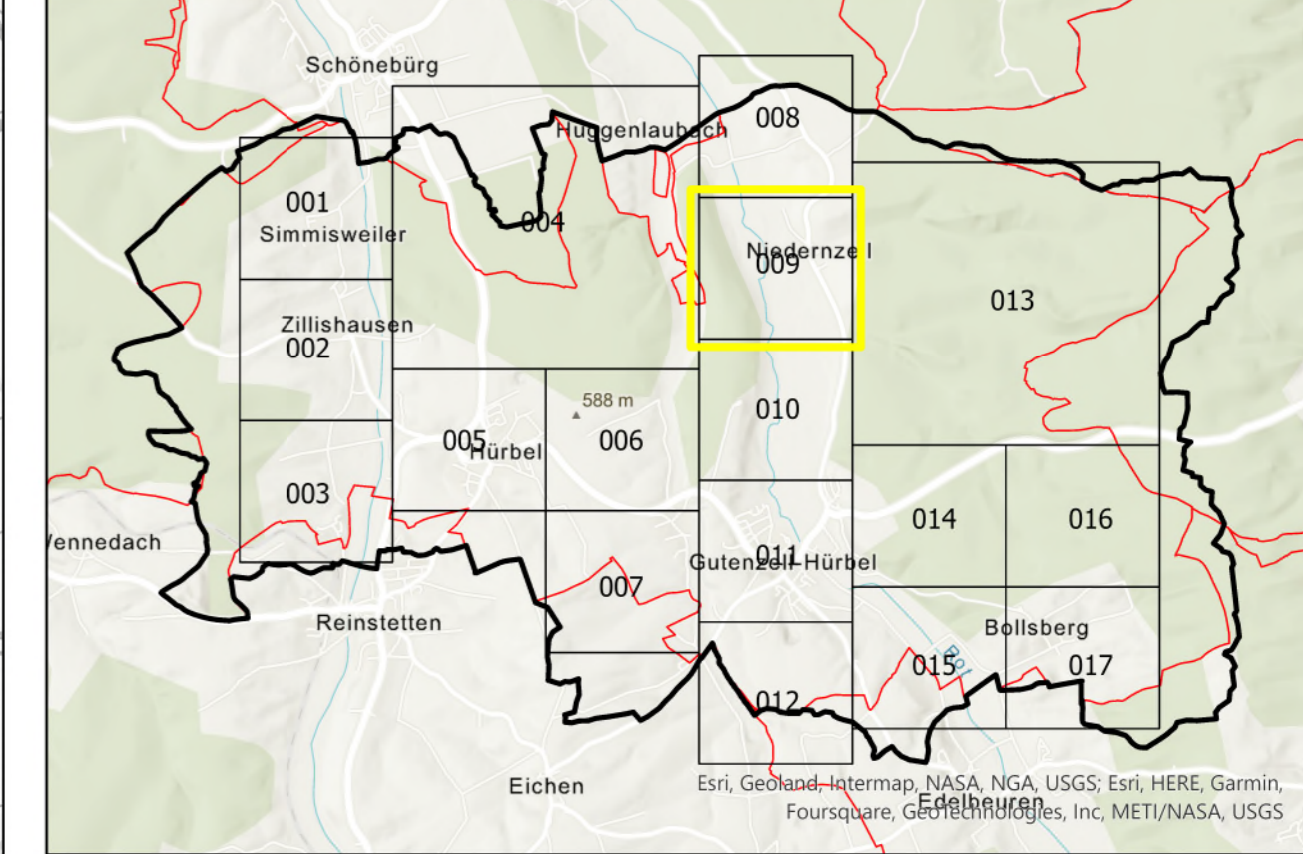 Schönebürg
008
Huggenlaubach
001
004
Simmisweiler
Niedernzell
009
013
Zillishausen
002
588 m
010
005
006
Hürbel
003
014
016
Vennedach
011
Gutenzell-Hürbel
007
Reinstetten
Bollsberg
015
Rot
017
012
Esri, Geoland, Intermap, NASA, NGA, USGS; Esri, HERE, Garmin,
Eichen
Edelbeuren
Foursquare, GeoTechnologies, Inc, METI/NASA, USGS